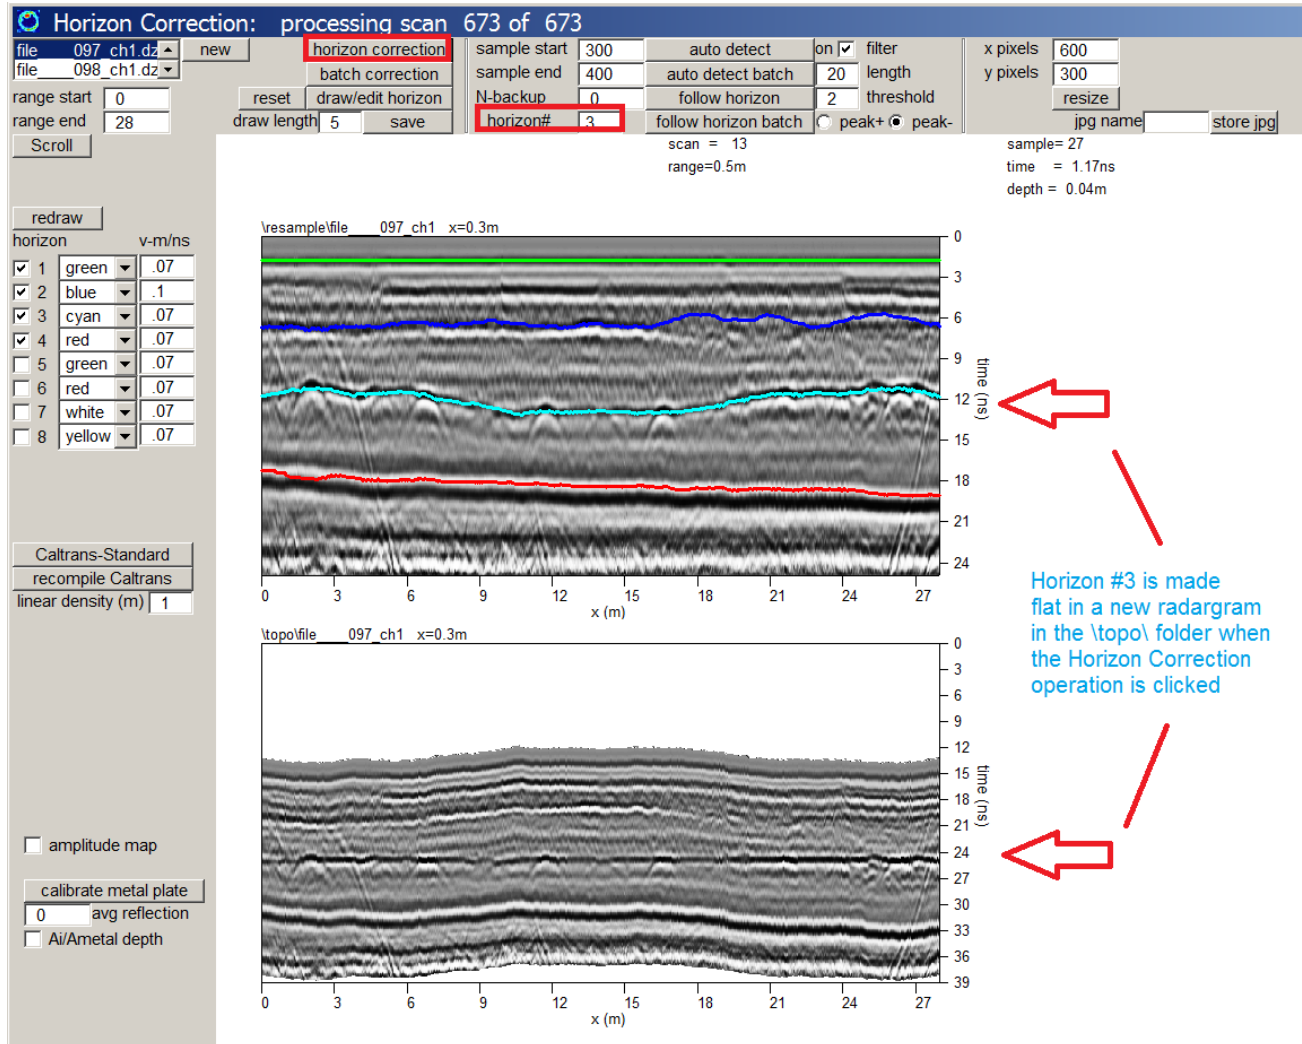 Horizon Correction: processing scan 673 of 673
file____097_ch1.dz new horizon correction sample start 300 auto detect on filter x pixels 600
file____098_ch1.dz batch correction sample end 400 auto detect batch 20 length y pixels 300
range start 0 reset draw/edit horizon N-backup 0 follow horizon 2 threshold resize
range end 28 draw length 5 save horizon# 3 follow horizon batch peak+ peak- jpg name store jpg
Scroll
scan = 13
range=0.5m
sample= 27
time = 1.17ns
depth = 0.04m
redraw
horizon v-m/ns
1 green .07
2 blue .1
3 cyan .07
4 red .07
5 green .07
6 red .07
7 white .07
8 yellow .07
Caltrans-Standard
recompile Caltrans
linear density (m) 1
amplitude map
calibrate metal plate
0 avg reflection
Ai/Ametal depth
\resample\file____097_ch1 x=0.3m
0
3
6
9
12
15
18
21
24
time (ns)
0 3 6 9 12 15 18 21 24 27
x (m)
\topo\file____097_ch1 x=0.3m
0
3
6
9
12
15
18
21
24
27
30
33
36
39
time (ns)
0 3 6 9 12 15 18 21 24 27
x (m)
Horizon #3 is made
flat in a new radargram
in the \topo\ folder when
the Horizon Correction
operation is clicked